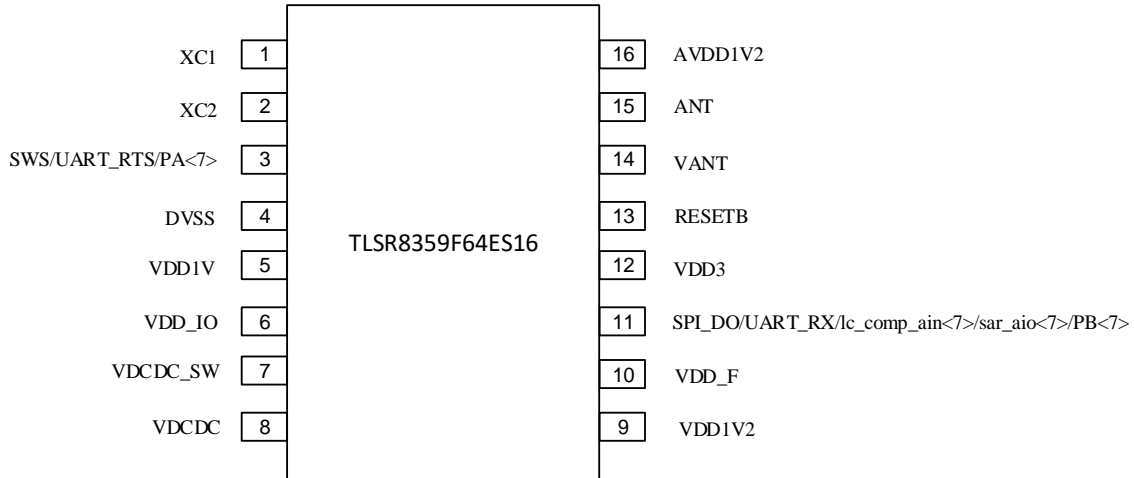 XC1 1 16 AVDD1V2
XC2 2 15 ANT
SWS/UART_RTS/PA<7> 3 14 VANT
DVSS 4 13 RESETB
TLSR8359F64ES16
VDD1V 5 12 VDD3
VDD_IO 6 11 SPI_DO/UART_RX/lc_comp_ain<7>/sar_aio<7>/PB<7>
VDCDC_SW 7 10 VDD_F
VDCDC 8 9 VDD1V2